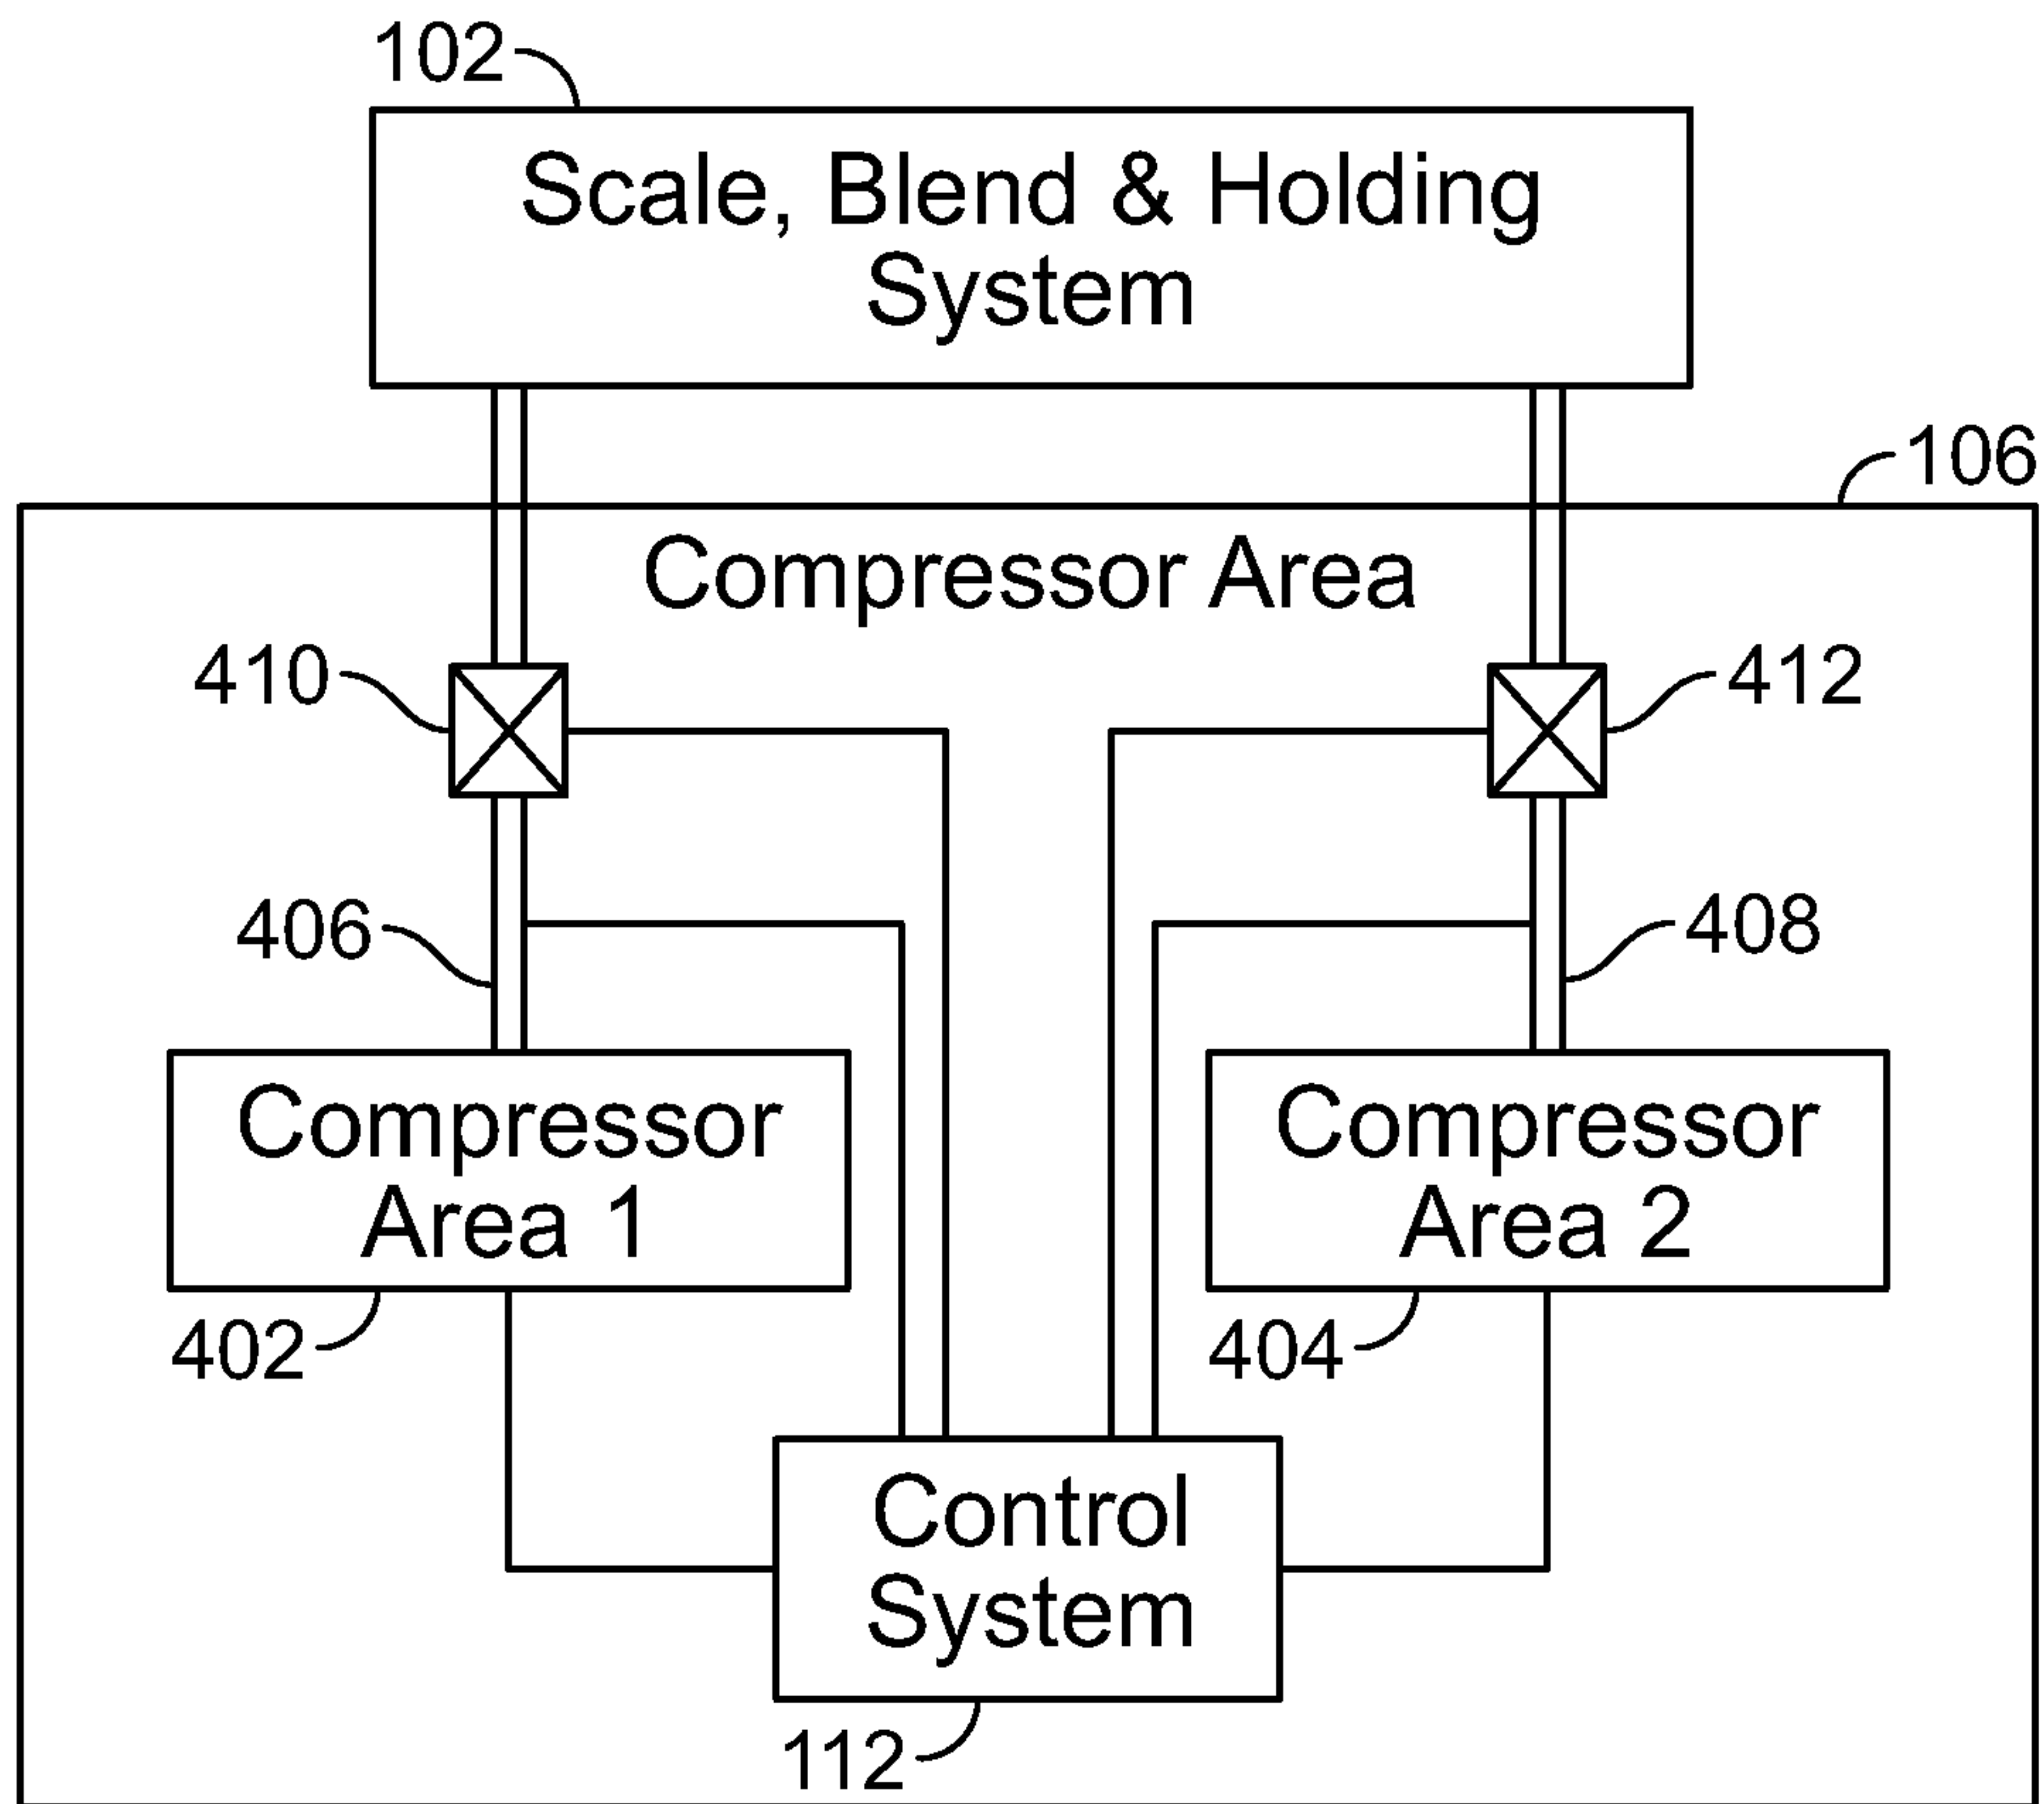 102
Scale, Blend & Holding
System
106
Compressor Area
410
412
406
408
Compressor
Area 1
Compressor
Area 2
402
404
Control
System
112